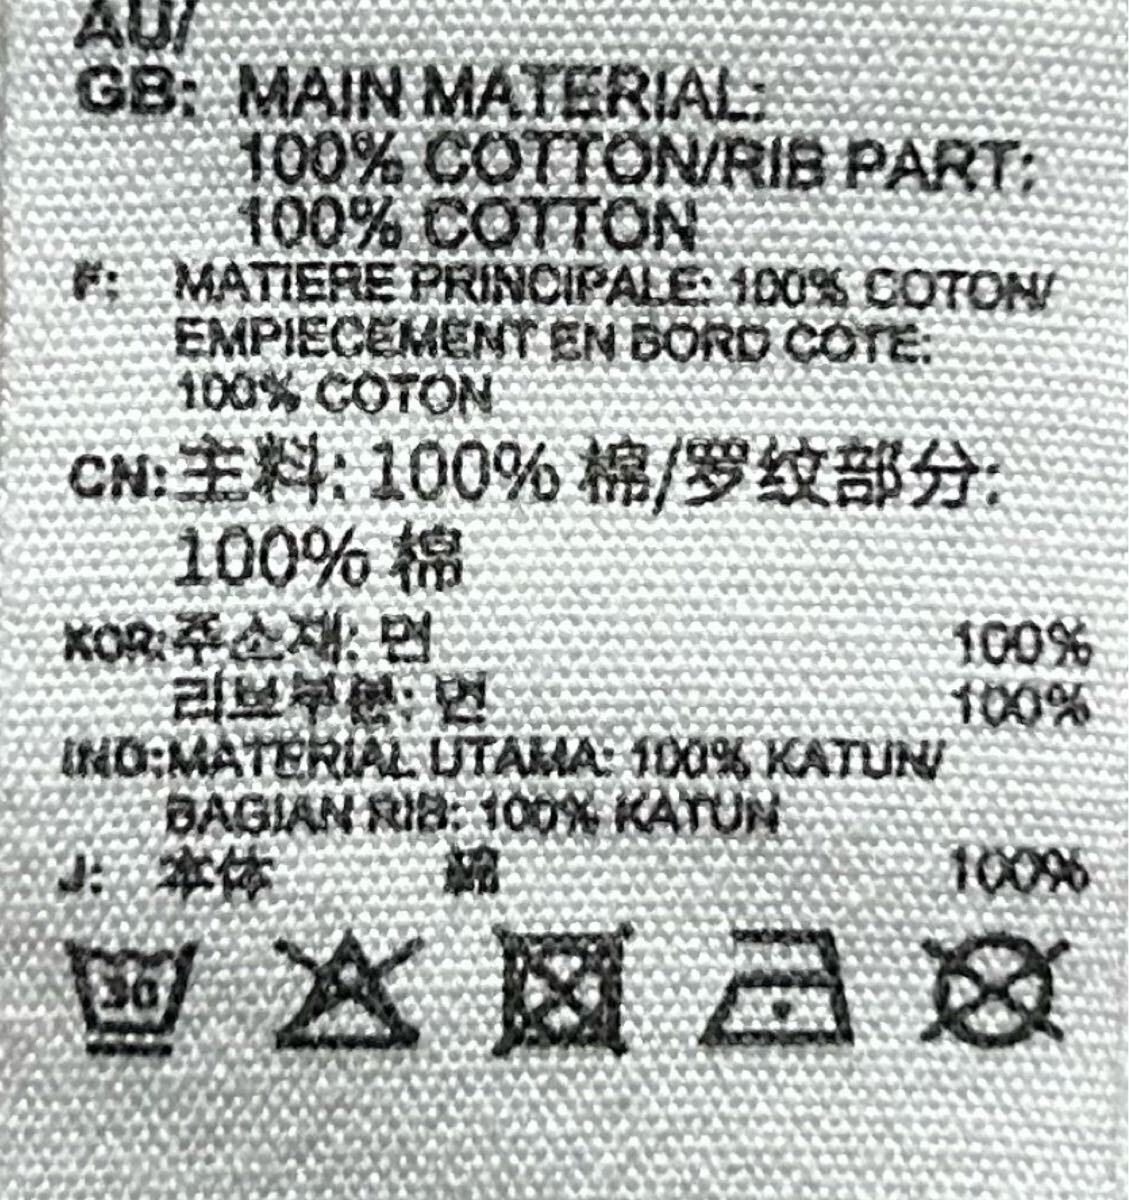 AU/
GB: MAIN MATERIAL:
100% COTTON/RIB PART:
100% COTTON
F: MATIERE PRINCIPALE: 100% COTON/
EMPIECEMENT EN BORD COTE:
100% COTON
CN: 主料: 100% 棉/罗纹部分:
100% 棉
KOR: 주소재: 면 100%
리브부분: 면 100%
IND: MATERIAL UTAMA: 100% KATUN/
BAGIAN RIB: 100% KATUN
J: 本体 綿 100%
30